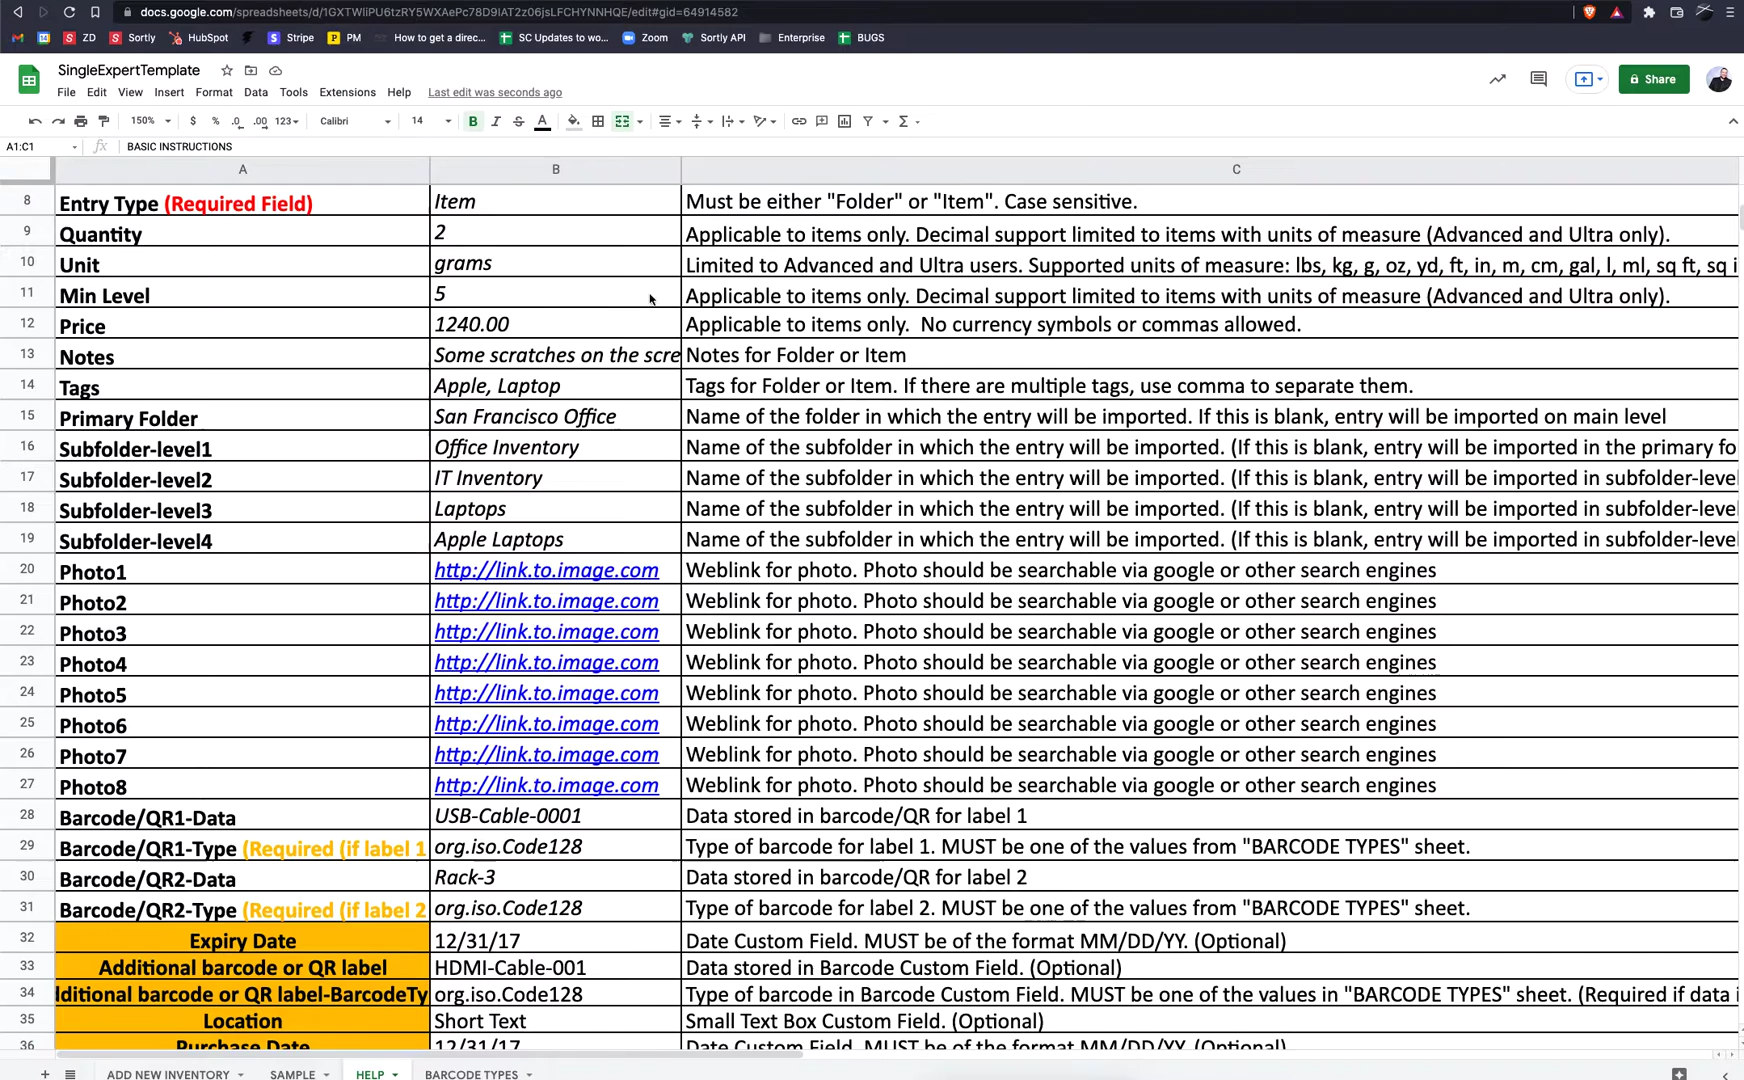 docs.google.com/spreadsheets/d/1GXTWliPU6tzRY5WXAePc78D9IAT2z06jsLFCHYNNHQE/edit#gid=64914582
ZD Sortly HubSpot Stripe PM How to get a direc... SC Updates to wo... Zoom Sortly API Enterprise BUGS
SingleExpertTemplate
Share
File Edit View Insert Format Data Tools Extensions Help Last edit was seconds ago
150% $ % .0 .00 123 Calibri 14 B I S A
A1:C1 fx BASIC INSTRUCTIONS
A B C
8 Entry Type (Required Field) Item Must be either "Folder" or "Item". Case sensitive.
9 Quantity 2 Applicable to items only. Decimal support limited to items with units of measure (Advanced and Ultra only).
10 Unit grams Limited to Advanced and Ultra users. Supported units of measure: lbs, kg, g, oz, yd, ft, in, m, cm, gal, l, ml, sq ft, sq i
11 Min Level 5 Applicable to items only. Decimal support limited to items with units of measure (Advanced and Ultra only).
12 Price 1240.00 Applicable to items only. No currency symbols or commas allowed.
13 Notes Some scratches on the scre Notes for Folder or Item
14 Tags Apple, Laptop Tags for Folder or Item. If there are multiple tags, use comma to separate them.
15 Primary Folder San Francisco Office Name of the folder in which the entry will be imported. If this is blank, entry will be imported on main level
16 Subfolder-level1 Office Inventory Name of the subfolder in which the entry will be imported. (If this is blank, entry will be imported in the primary fo
17 Subfolder-level2 IT Inventory Name of the subfolder in which the entry will be imported. (If this is blank, entry will be imported in subfolder-level
18 Subfolder-level3 Laptops Name of the subfolder in which the entry will be imported. (If this is blank, entry will be imported in subfolder-level
19 Subfolder-level4 Apple Laptops Name of the subfolder in which the entry will be imported. (If this is blank, entry will be imported in subfolder-level
20 Photo1 http://link.to.image.com Weblink for photo. Photo should be searchable via google or other search engines
21 Photo2 http://link.to.image.com Weblink for photo. Photo should be searchable via google or other search engines
22 Photo3 http://link.to.image.com Weblink for photo. Photo should be searchable via google or other search engines
23 Photo4 http://link.to.image.com Weblink for photo. Photo should be searchable via google or other search engines
24 Photo5 http://link.to.image.com Weblink for photo. Photo should be searchable via google or other search engines
25 Photo6 http://link.to.image.com Weblink for photo. Photo should be searchable via google or other search engines
26 Photo7 http://link.to.image.com Weblink for photo. Photo should be searchable via google or other search engines
27 Photo8 http://link.to.image.com Weblink for photo. Photo should be searchable via google or other search engines
28 Barcode/QR1-Data USB-Cable-0001 Data stored in barcode/QR for label 1
29 Barcode/QR1-Type (Required (if label 1 org.iso.Code128 Type of barcode for label 1. MUST be one of the values from "BARCODE TYPES" sheet.
30 Barcode/QR2-Data Rack-3 Data stored in barcode/QR for label 2
31 Barcode/QR2-Type (Required (if label 2 org.iso.Code128 Type of barcode for label 2. MUST be one of the values from "BARCODE TYPES" sheet.
32 Expiry Date 12/31/17 Date Custom Field. MUST be of the format MM/DD/YY. (Optional)
33 Additional barcode or QR label HDMI-Cable-001 Data stored in Barcode Custom Field. (Optional)
34 lditional barcode or QR label-BarcodeTy org.iso.Code128 Type of barcode in Barcode Custom Field. MUST be one of the values in "BARCODE TYPES" sheet. (Required if data i
35 Location Short Text Small Text Box Custom Field. (Optional)
36 Purchase Date 12/31/17 Date Custom Field. MUST be of the format MM/DD/YY. (Optional)
ADD NEW INVENTORY SAMPLE HELP BARCODE TYPES